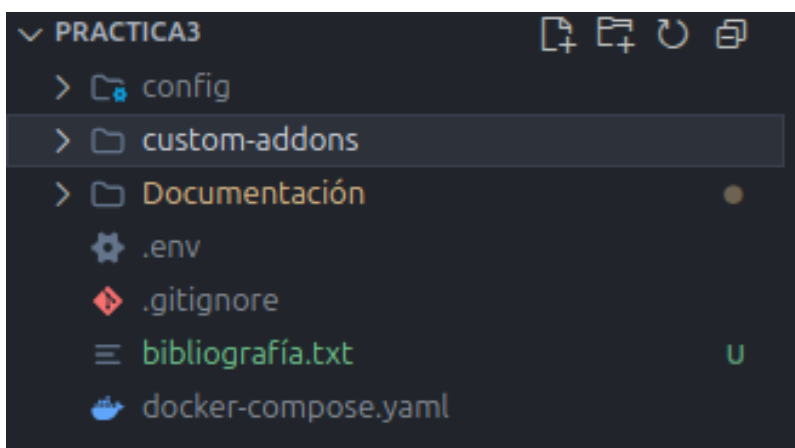 PRACTICA3
config
custom-addons
Documentación
.env
.gitignore
bibliografía.txt U
docker-compose.yaml